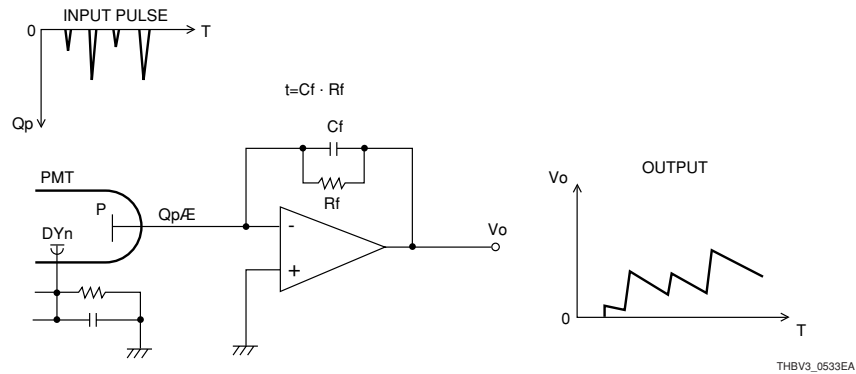 INPUT PULSE
0
T
Qp
t=Cf · Rf
Cf
Rf
PMT
P
QpÆ
DYn
-
+
Vo
OUTPUT
Vo
0
T
THBV3_0533EA